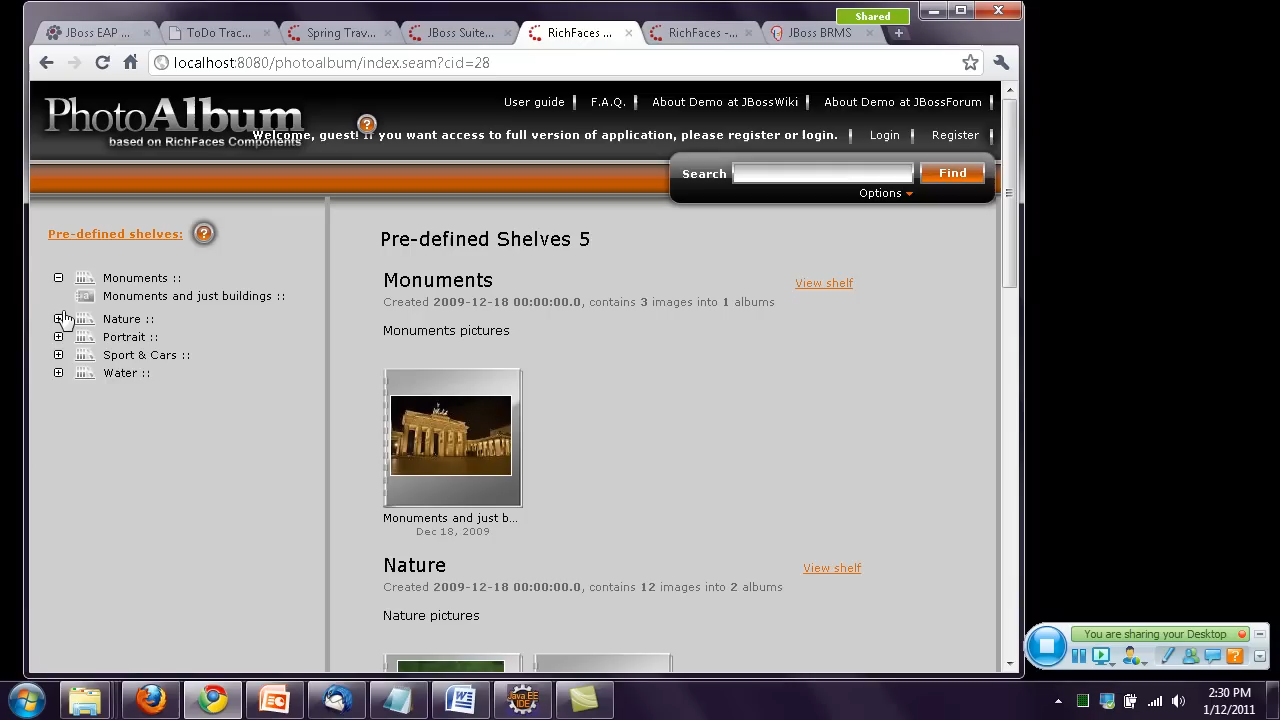 Shared
JBoss EAP ...
ToDo Trac...
Spring Trav...
JBoss Suite...
RichFaces ...
RichFaces -...
JBoss BRMS
localhost:8080/photoalbum/index.seam?cid=28
User guide
F.A.Q.
About Demo at JBossWiki
About Demo at JBossForum
PhotoAlbum
based on RichFaces Components
Welcome, guest! If you want access to full version of application, please register or login.
Login
Register
Search
Find
Options
Pre-defined shelves:
Monuments ::
Monuments and just buildings ::
Nature ::
Portrait ::
Sport & Cars ::
Water ::
Pre-defined Shelves 5
Monuments
View shelf
Created 2009-12-18 00:00:00.0, contains 3 images into 1 albums
Monuments pictures
Monuments and just b...
Dec 18, 2009
Nature
View shelf
Created 2009-12-18 00:00:00.0, contains 12 images into 2 albums
Nature pictures
You are sharing your Desktop
Java EE
IDE
2:30 PM
1/12/2011